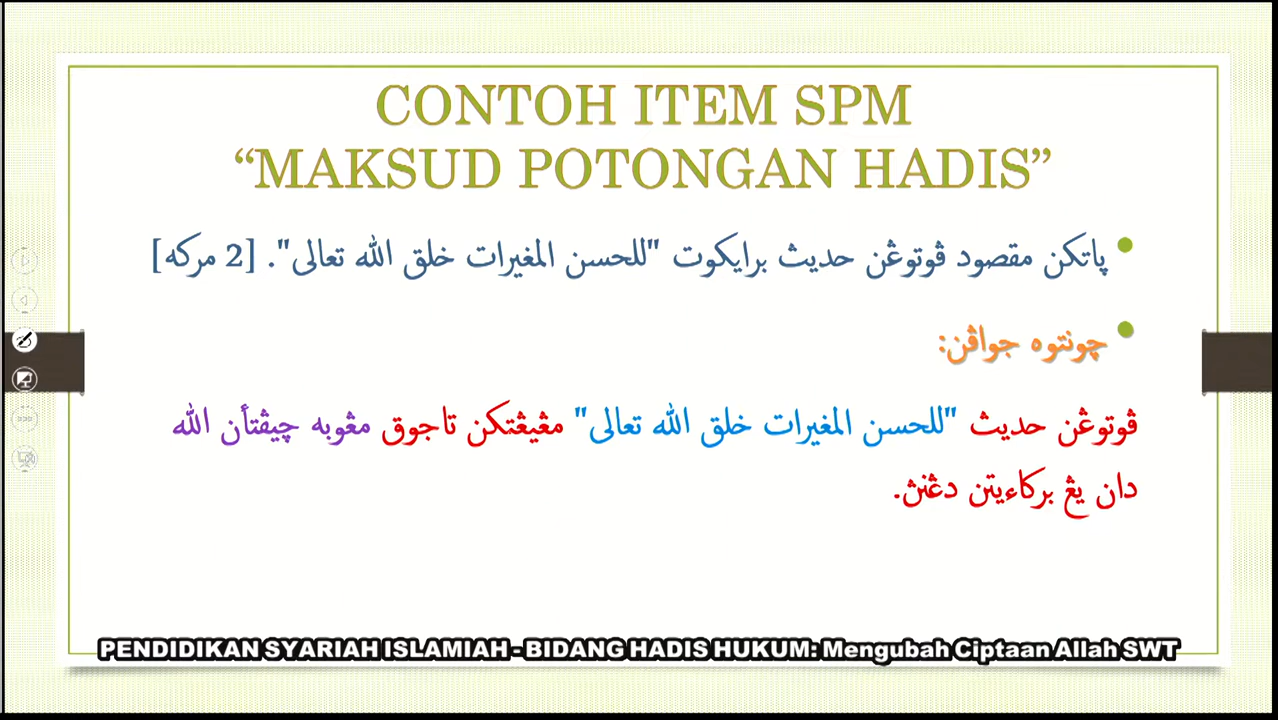 CONTOH ITEM SPM
“MAKSUD POTONGAN HADIS”
• ڽاتكن مقصود ڤوتوڠن حديث برايكوت "للحسن المغيرات خلق الله تعالى". [2 مركه]
• چونتوه جواڤن:
ڤوتوڠن حديث "للحسن المغيرات خلق الله تعالى" مڠيڠتكن تاجوق مڠوبه چيڤتأن الله
دان يڠ بركاءيتن دڠنڽ.
PENDIDIKAN SYARIAH ISLAMIAH - BIDANG HADIS HUKUM: Mengubah Ciptaan Allah SWT